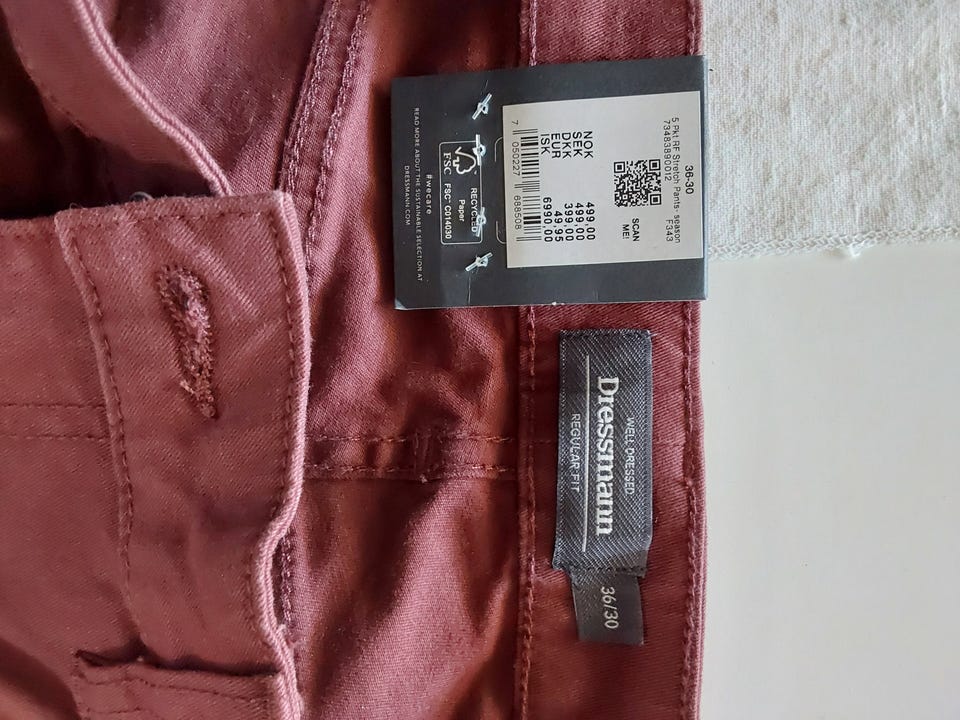 36-30
5 Pkt RF Stretch Pants: season
73483890012 F343
SCAN
ME!
NOK 499,00
SEK 499,00
DKK 399,00
EUR 49,95
ISK 6990,00
7 050227 688508
RECYCLED
Paper
FSC
FSC® C014030
#wecare
READ MORE ABOUT THE SUSTAINABLE SELECTION AT
DRESSMANN.COM
WELL DRESSED.
Dressmann
REGULAR FIT
36/30